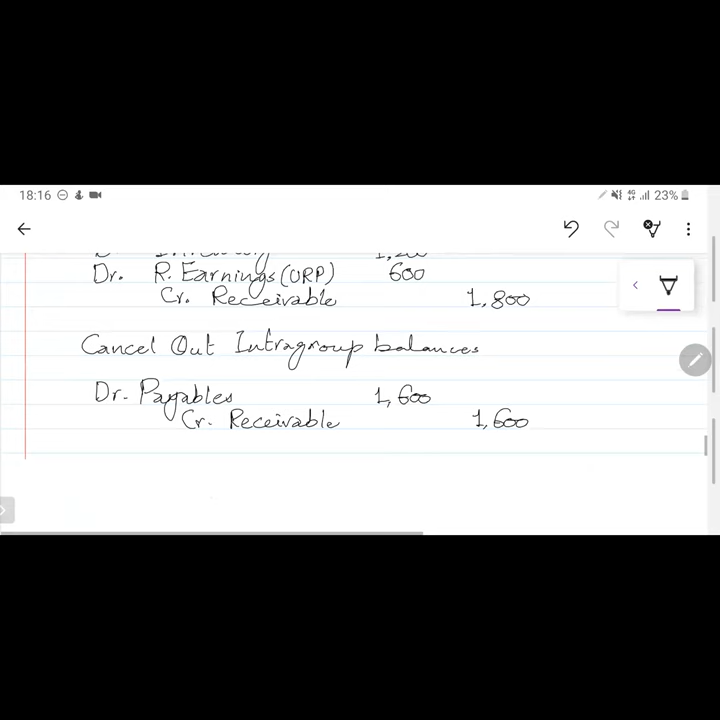 18:16 4G 23%
Dr. R. Earnings (URP) 600
Cr. Receivable 1,800
Cancel Out Intragroup balances
Dr. Payables 1,600
Cr. Receivable 1,600